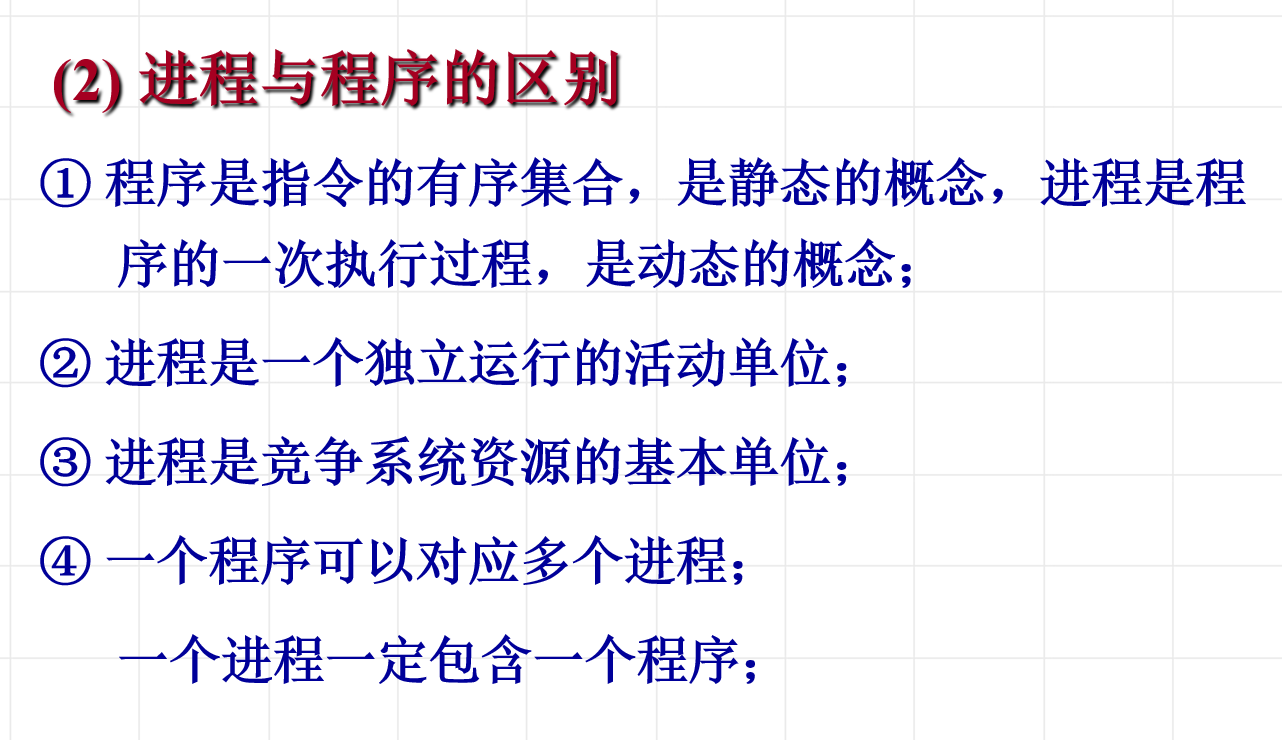 (2) 进程与程序的区别
① 程序是指令的有序集合，是静态的概念，进程是程
序的一次执行过程，是动态的概念；
② 进程是一个独立运行的活动单位；
③ 进程是竞争系统资源的基本单位；
④ 一个程序可以对应多个进程；
一个进程一定包含一个程序；